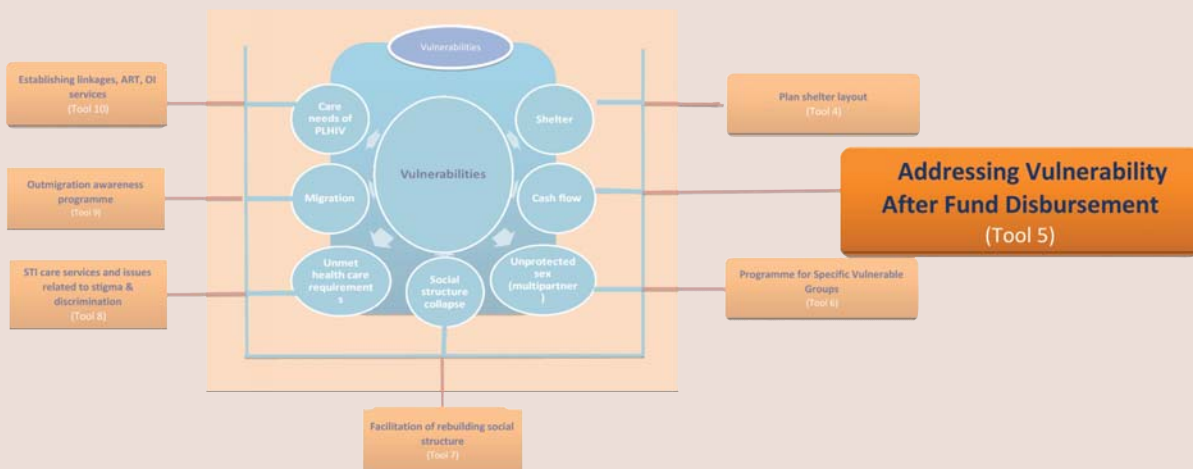 Vulnerabilities
Establishing linkages, ART, OI
services
(Tool 10)
Care
needs of
PLHIV
Shelter
Plan shelter layout
(Tool 4)
Vulnerabilities
Outmigration awareness
programme
(Tool 9)
Migration
Cash flow
Addressing Vulnerability
After Fund Disbursement
(Tool 5)
STI care services and issues
related to stigma &
discrimination
(Tool 8)
Unmet
health care
requirement
s
Social
structure
collapse
Unprotected
sex
(multipartner
)
Programme for Specific Vulnerable
Groups
(Tool 6)
Facilitation of rebuilding social
structure
(Tool 7)